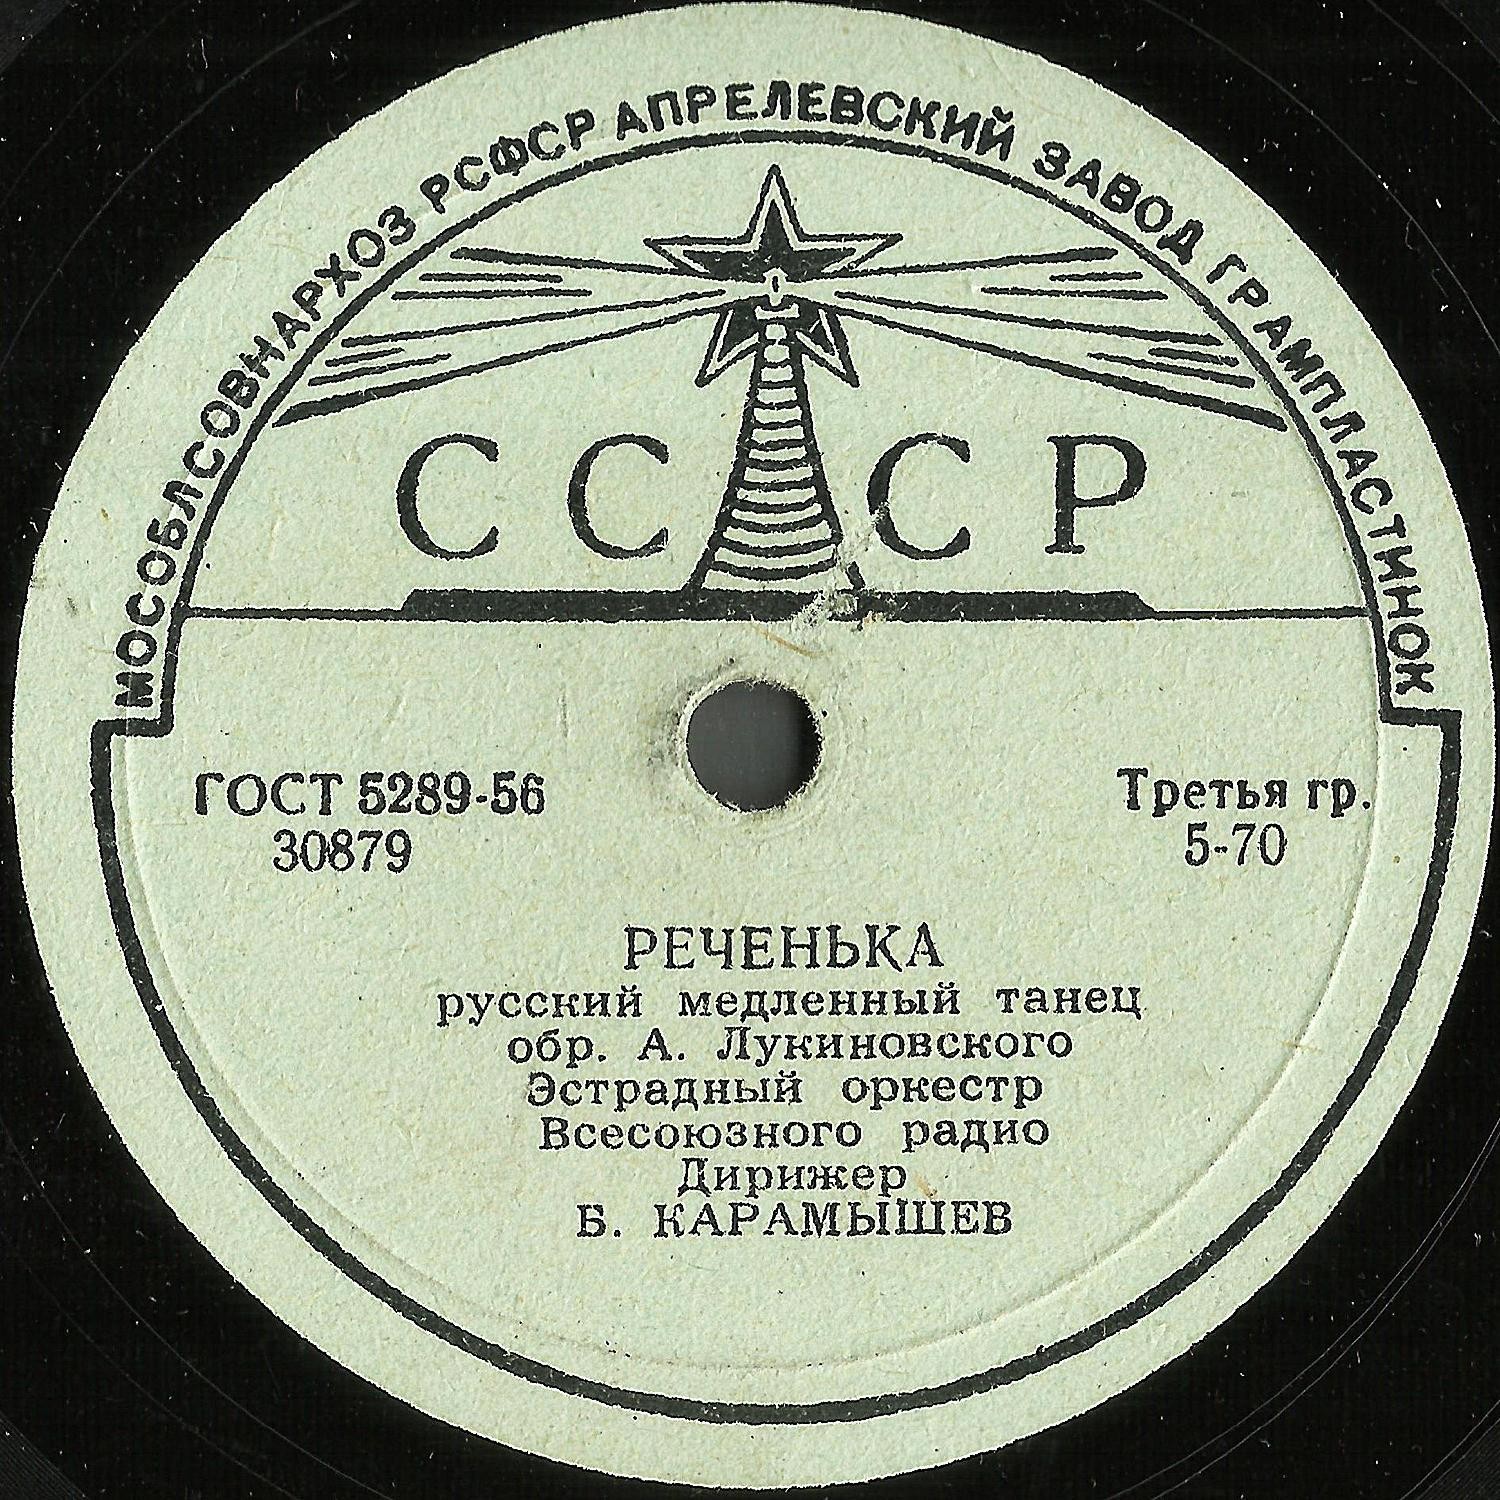 МОСОБЛСОВНАРХОЗ РСФСР АПРЕЛЕВСКИЙ ЗАВОД ГРАМПЛАСТИНОК
СССР
ГОСТ 5289-56
30879
Третья гр.
5-70
РЕЧЕНЬКА
русский медленный танец
обр. А. Лукиновского
Эстрадный оркестр
Всесоюзного радио
Дирижер
Б. КАРАМЫШЕВ